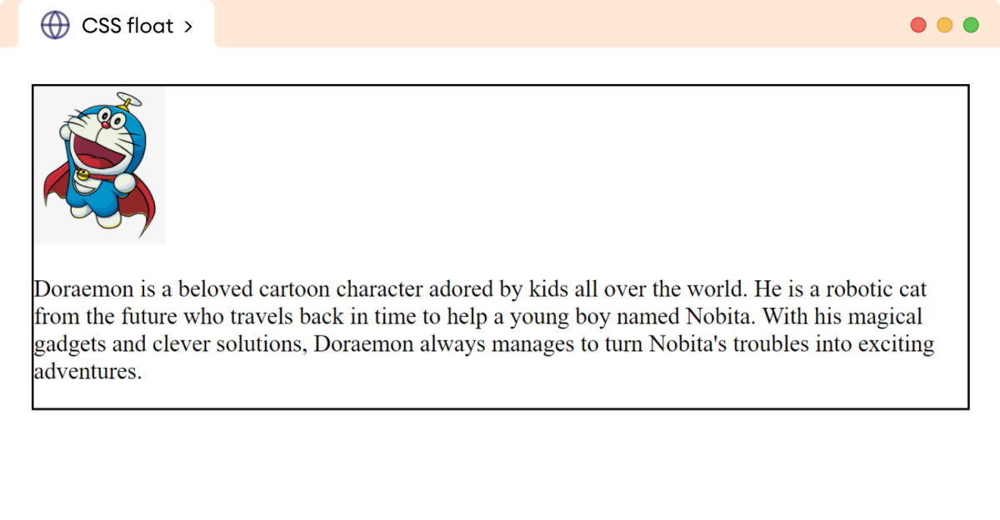 CSS float >
Doraemon is a beloved cartoon character adored by kids all over the world. He is a robotic cat
from the future who travels back in time to help a young boy named Nobita. With his magical
gadgets and clever solutions, Doraemon always manages to turn Nobita's troubles into exciting
adventures.